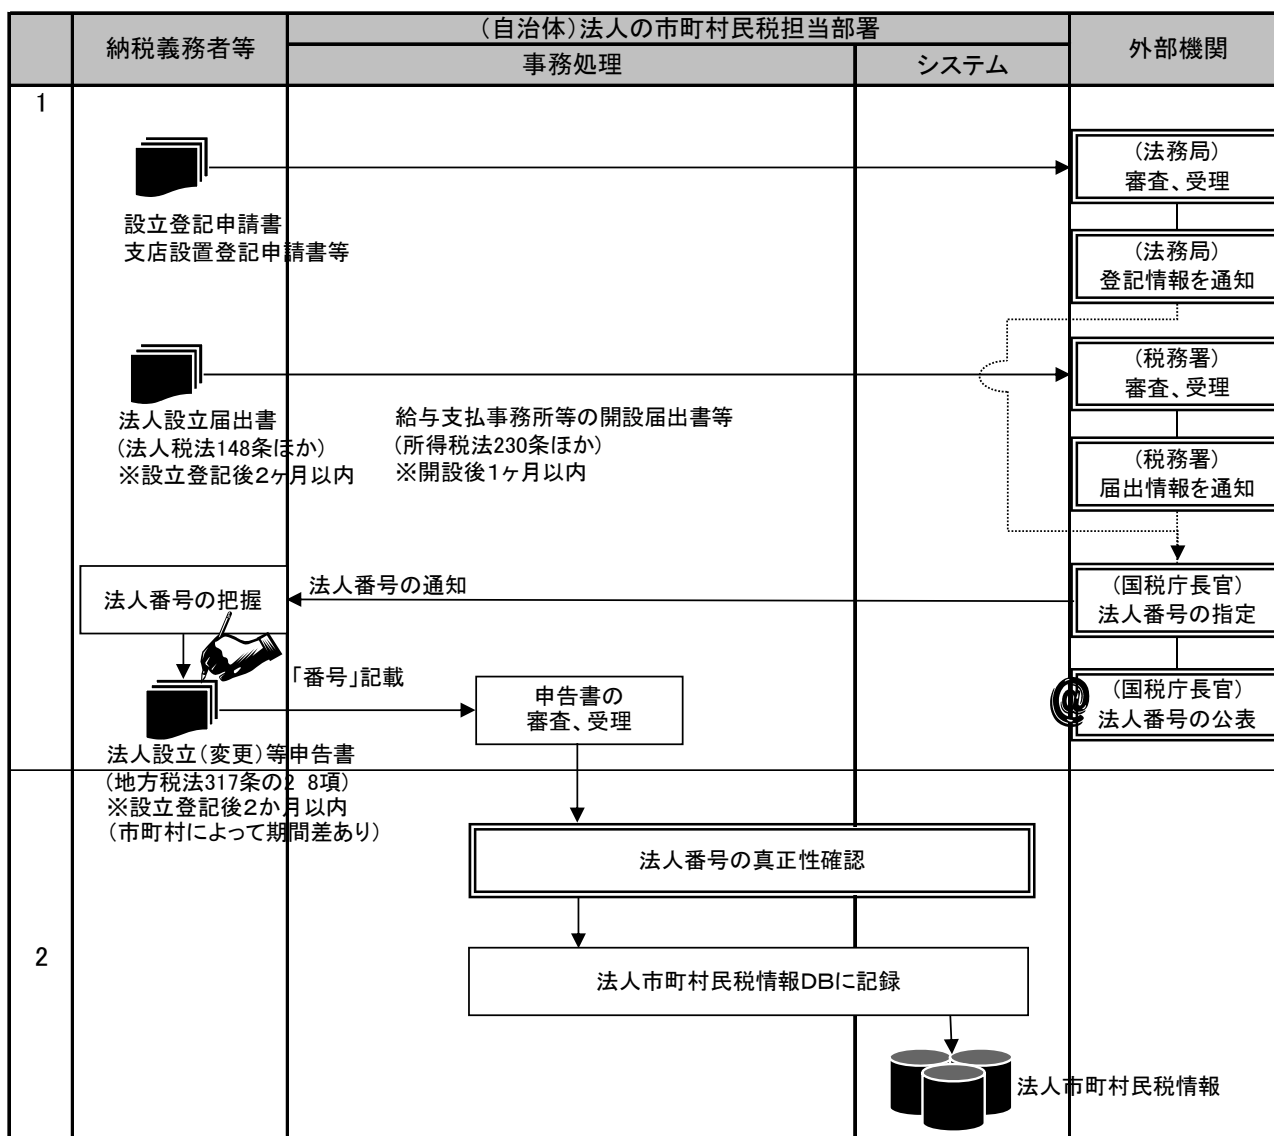 納税義務者等
(自治体)法人の市町村民税担当部署
事務処理
システム
外部機関
1
(法務局)
審査、受理
設立登記申請書
支店設置登記申請書等
(法務局)
登記情報を通知
(税務署)
審査、受理
法人設立届出書
(法人税法148条ほか)
※設立登記後2ヶ月以内
給与支払事務所等の開設届出書等
(所得税法230条ほか)
※開設後1ヶ月以内
(税務署)
届出情報を通知
法人番号の把握
法人番号の通知
(国税庁長官)
法人番号の指定
「番号」記載
申告書の
審査、受理
@
(国税庁長官)
法人番号の公表
法人設立(変更)等申告書
(地方税法317条の2 8項)
※設立登記後2か月以内
(市町村によって期間差あり)
法人番号の真正性確認
2
法人市町村民税情報DBに記録
法人市町村民税情報